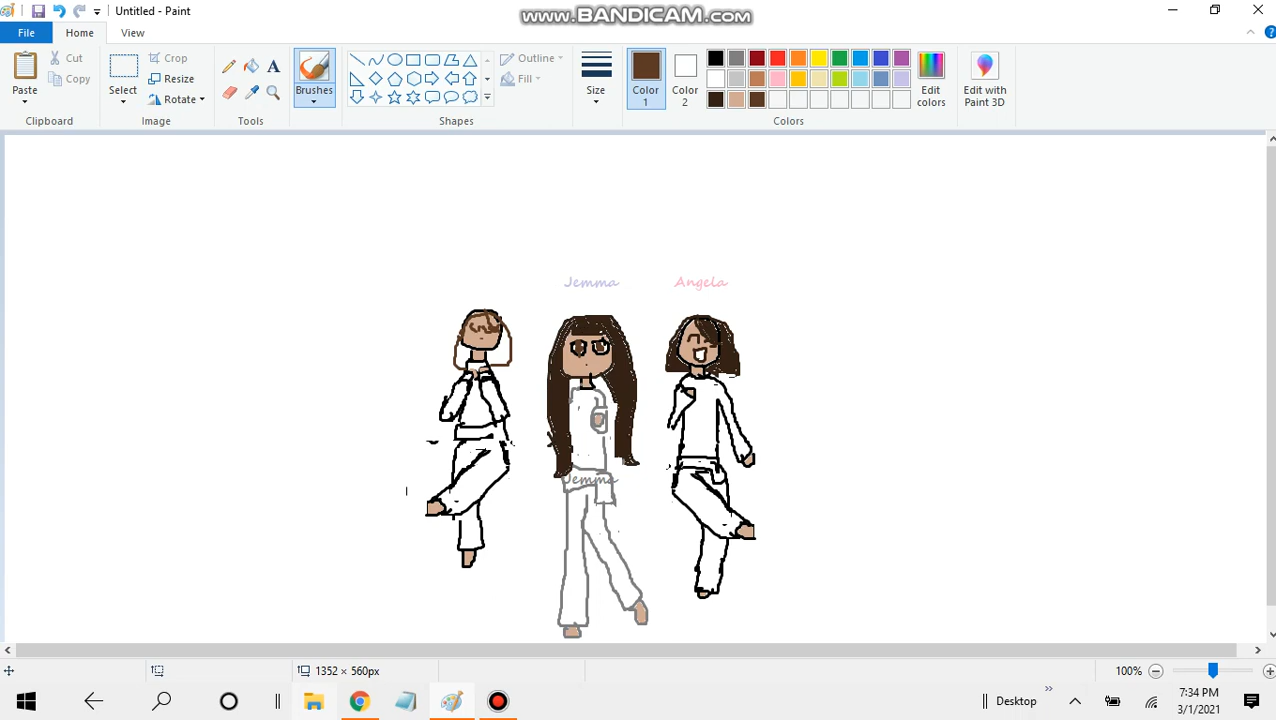 www.BANDICAM.com
Untitled - Paint
File
Home
View
Paste
Cut
Copy
Clipboard
Select
Crop
Resize
Rotate
Image
A
Tools
Brushes
Outline
Fill
Shapes
Size
Color
1
Color
2
Edit
colors
Colors
Edit with
Paint 3D
Jemma
Angela
Jemma
1352 × 560px
100%
Desktop
7:34 PM
3/1/2021